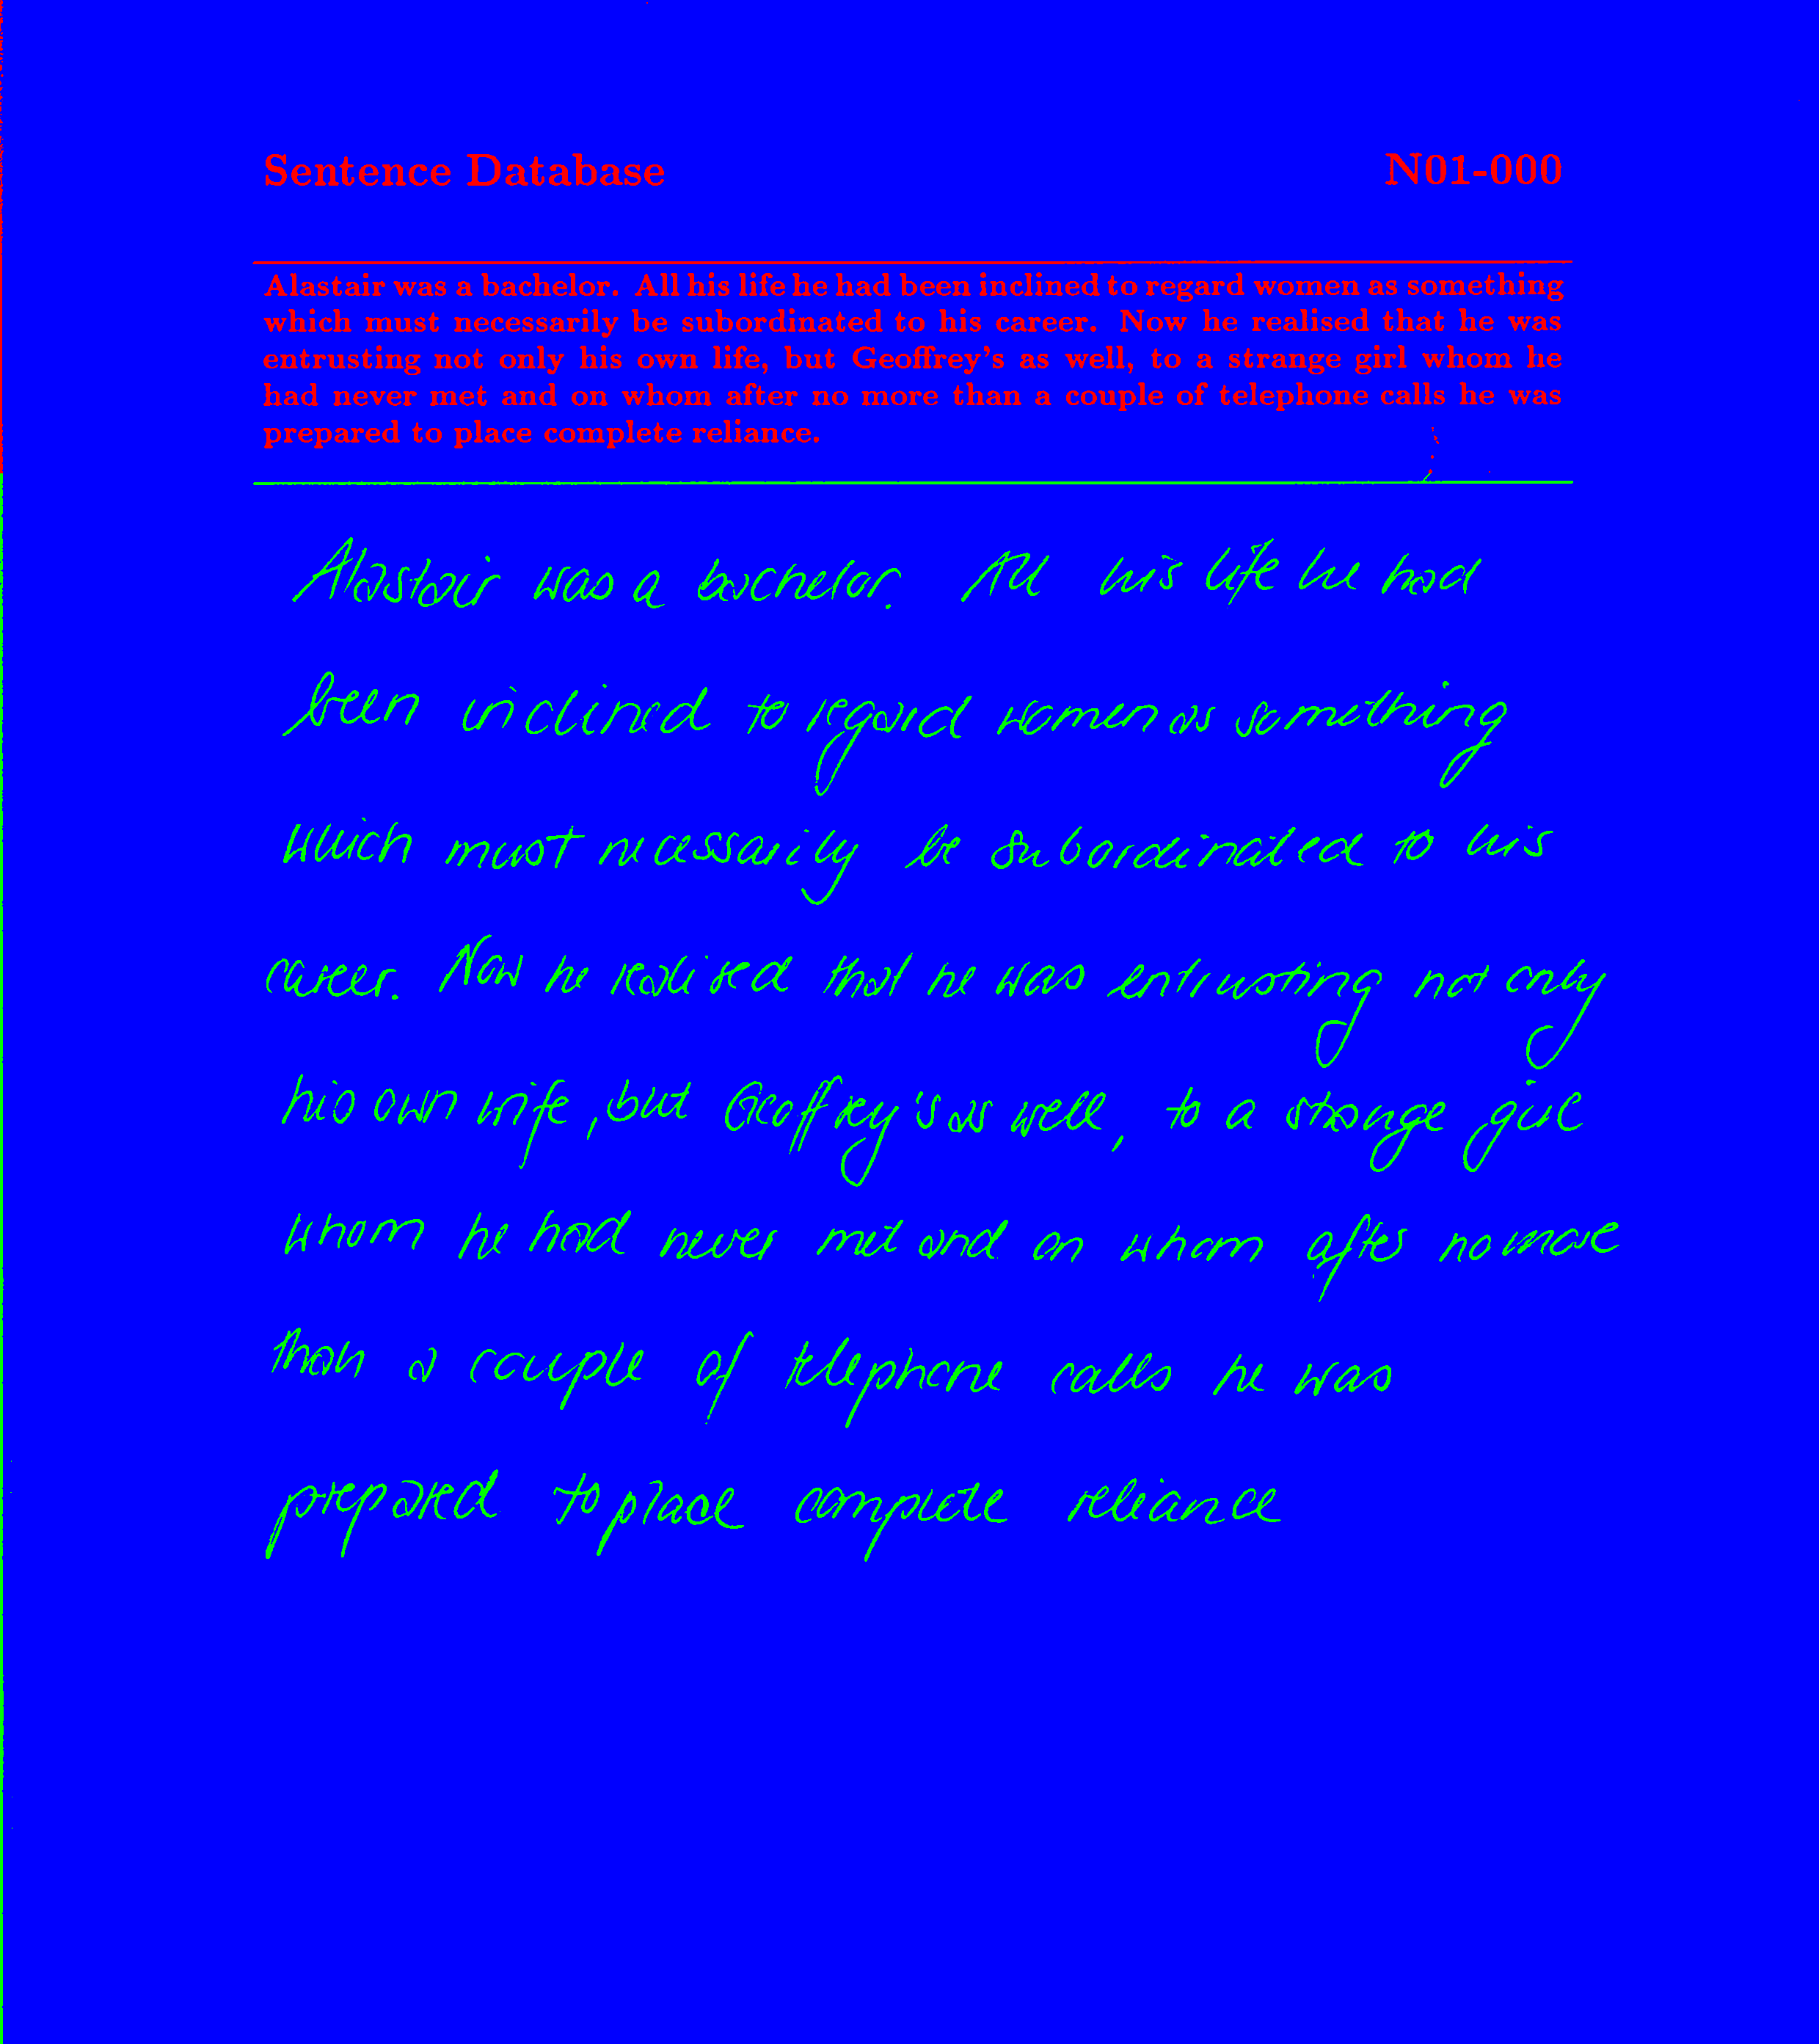 Sentence Database N01-000
Alastair was a bachelor. All his life he had been inclined to regard women as something
which must necessarily be subordinated to his career. Now he realised that he was
entrusting not only his own life, but Geoffrey's as well, to a strange girl whom he
had never met and on whom after no more than a couple of telephone calls he was
prepared to place complete reliance.
Alastair was a bachelor. All his life he had
been inclined to regard women as something
which must necessarily be subordinated to his
career. Now he realised that he was entrusting not only
his own wife, but Geoffrey's as well, to a strange girl
whom he had never met and on whom after no more
than a couple of telephone calls he was
prepared to place complete reliance